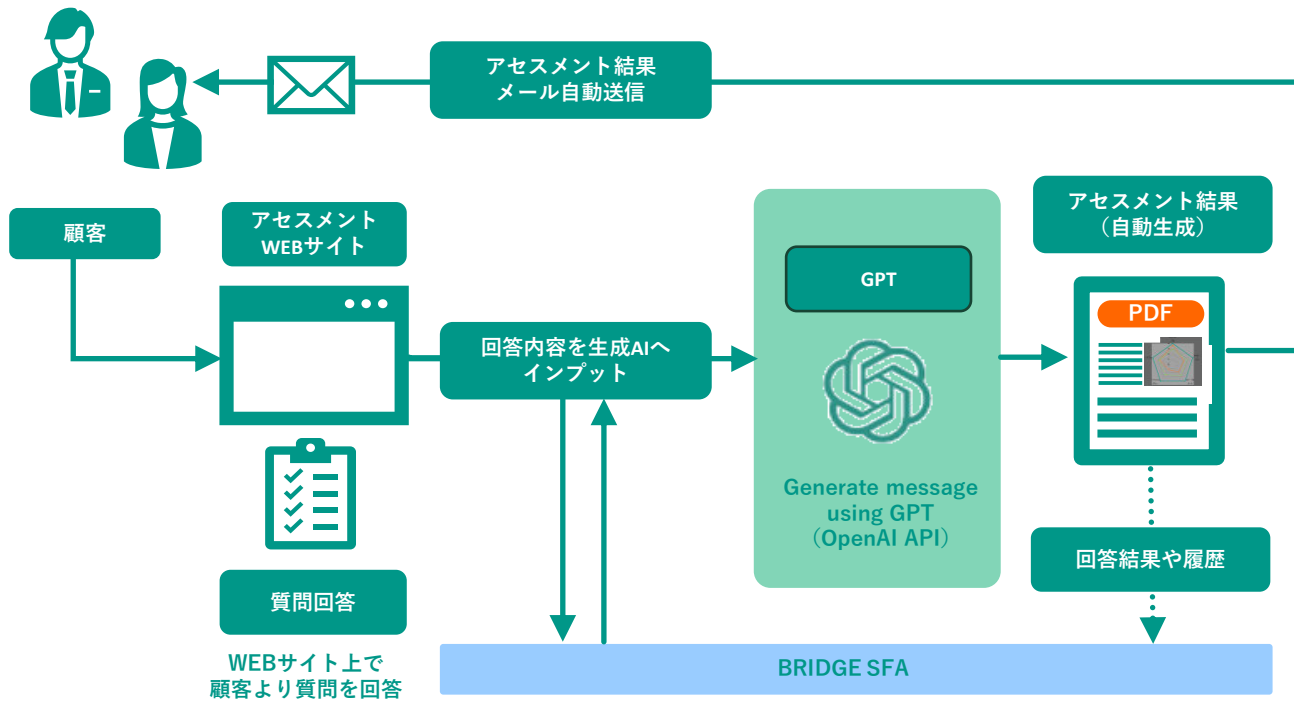 アセスメント結果
メール自動送信
顧客
アセスメント
WEBサイト
回答内容を生成AIへ
インプット
GPT
Generate message
using GPT
（OpenAI API）
アセスメント結果
（自動生成）
PDF
回答結果や履歴
質問回答
WEBサイト上で
顧客より質問を回答
BRIDGE SFA